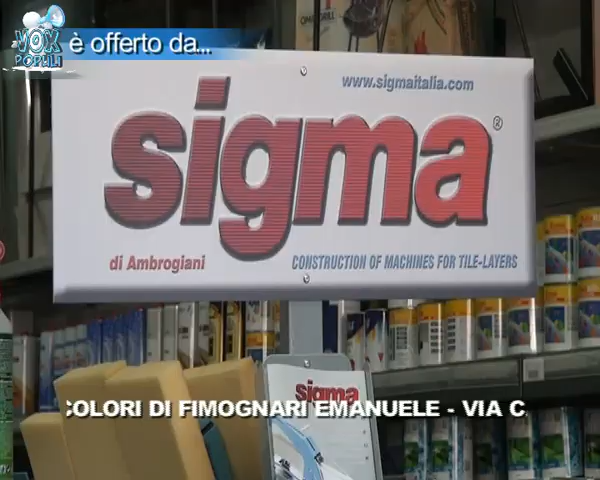 VOX
POPULI
è offerto da...
www.sigmaitalia.com
sigma®
di Ambrogiani
CONSTRUCTION OF MACHINES FOR TILE-LAYERS
sigma
COLORI DI FIMOGNARI EMANUELE - VIA C